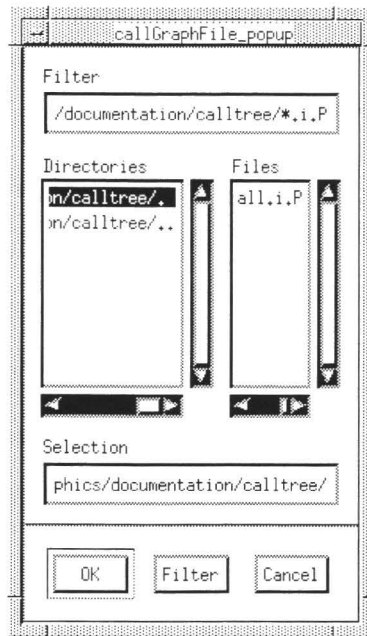 callGraphFile_popup
Filter
/documentation/calltree/*.i.P
Directories Files
on/calltree/. all.i.P
on/calltree/..
Selection
phics/documentation/calltree/
OK Filter Cancel